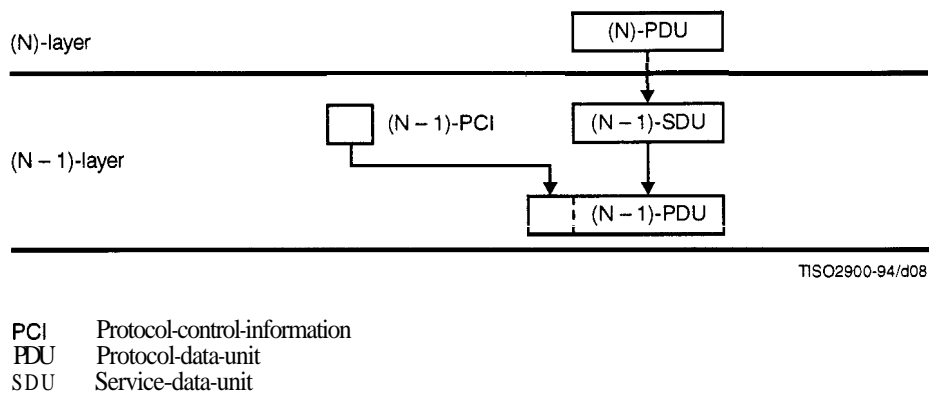 (N)-PDU
(N)-layer
(N – 1)-PCI
(N – 1)-SDU
(N – 1)-layer
(N – 1)-PDU
TISO2900-94/d08
PCI Protocol-control-information
PDU Protocol-data-unit
SDU Service-data-unit